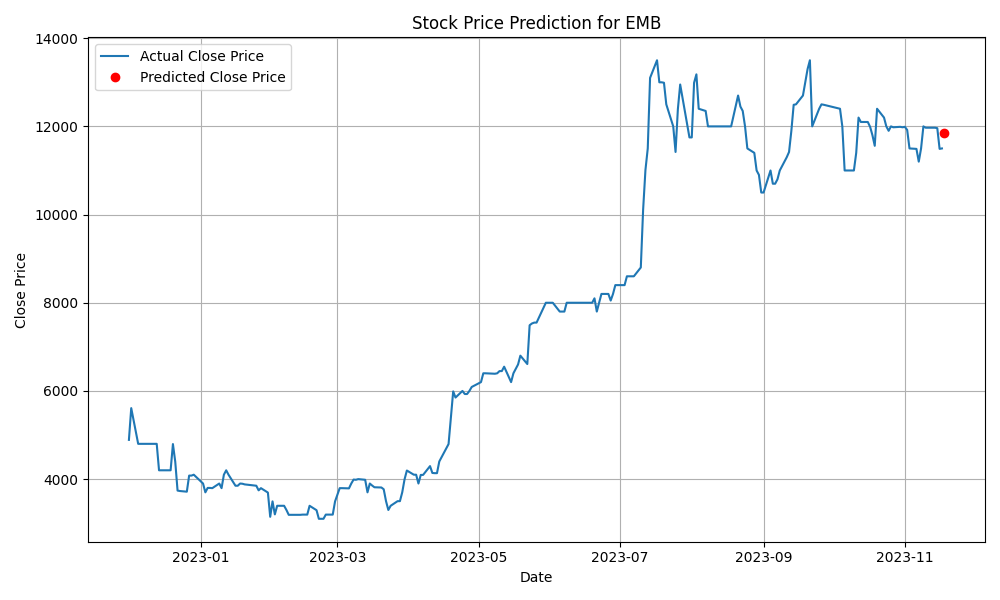 Stock Price Prediction for EMB
Actual Close Price
Predicted Close Price
14000
12000
10000
8000
6000
4000
Close Price
2023-01 2023-03 2023-05 2023-07 2023-09 2023-11
Date